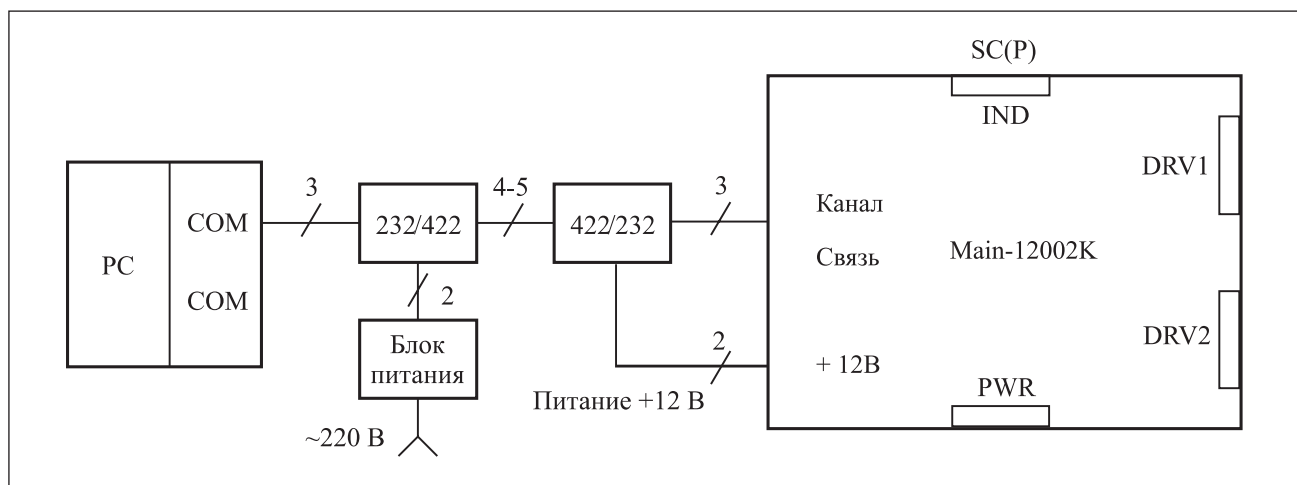 SC(P)
IND
DRV1
3
4-5
3
COM
232/422
422/232
Канал
PC
Связь
Main-12002K
COM
2
DRV2
Блок
питания
2
+ 12В
Питание +12 В
PWR
~220 В